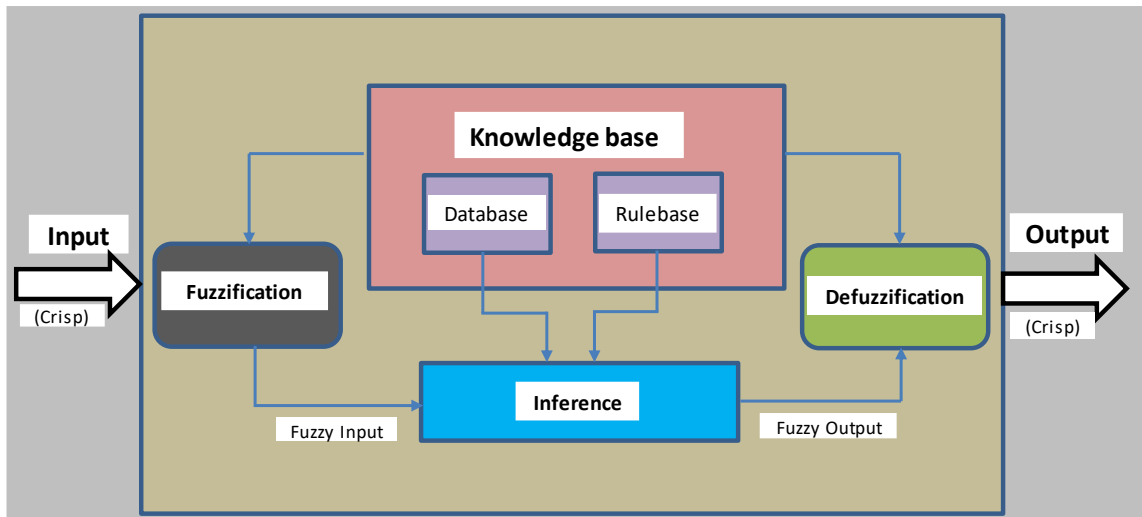 Knowledge base
Database
Rulebase
Input
(Crisp)
Fuzzification
Output
(Crisp)
Defuzzification
Inference
Fuzzy Input
Fuzzy Output